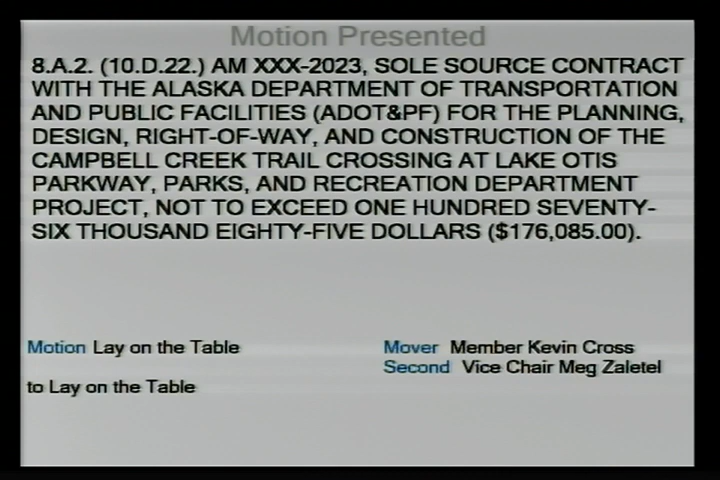 Motion Presented
8.A.2. (10.D.22.) AM XXX-2023, SOLE SOURCE CONTRACT
WITH THE ALASKA DEPARTMENT OF TRANSPORTATION
AND PUBLIC FACILITIES (ADOT&PF) FOR THE PLANNING,
DESIGN, RIGHT-OF-WAY, AND CONSTRUCTION OF THE
CAMPBELL CREEK TRAIL CROSSING AT LAKE OTIS
PARKWAY, PARKS, AND RECREATION DEPARTMENT
PROJECT, NOT TO EXCEED ONE HUNDRED SEVENTY-
SIX THOUSAND EIGHTY-FIVE DOLLARS ($176,085.00).
Motion Lay on the Table
Mover Member Kevin Cross
Second Vice Chair Meg Zaletel
to Lay on the Table